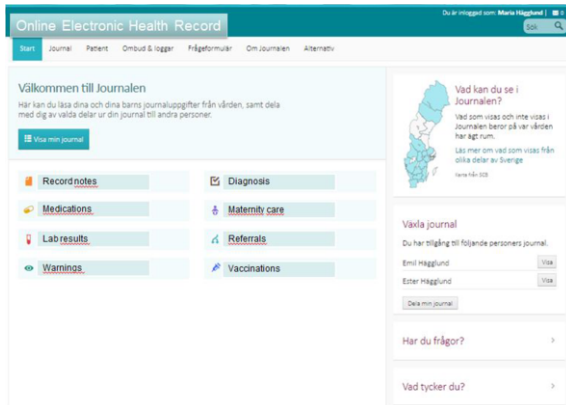 Du är inloggad som: Maria Hägglund |
Online Electronic Health Record
Sök
Start Journal Patient Ombud & loggar Frågeformulär Om Journalen Alternativ
Välkommen till Journalen
Här kan du läsa dina och dina barns journaluppgifter från vården, samt dela
med dig av valda delar ur din journal till andra personer.
Visa min journal
Record notes
Diagnosis
Medications
Maternity care
Lab results
Referrals
Warnings
Vaccinations
Vad kan du se i
Journalen?
Vad som visas och inte visas i
Journalen beror på var vården
har ägt rum.
Läs mer om vad som visas från
olika delar av Sverige
Karta från SCB
Växla journal
Du har tillgång till följande personers journal.
Emil Hägglund Visa
Ester Hägglund Visa
Dela min journal
Har du frågor?
Vad tycker du?